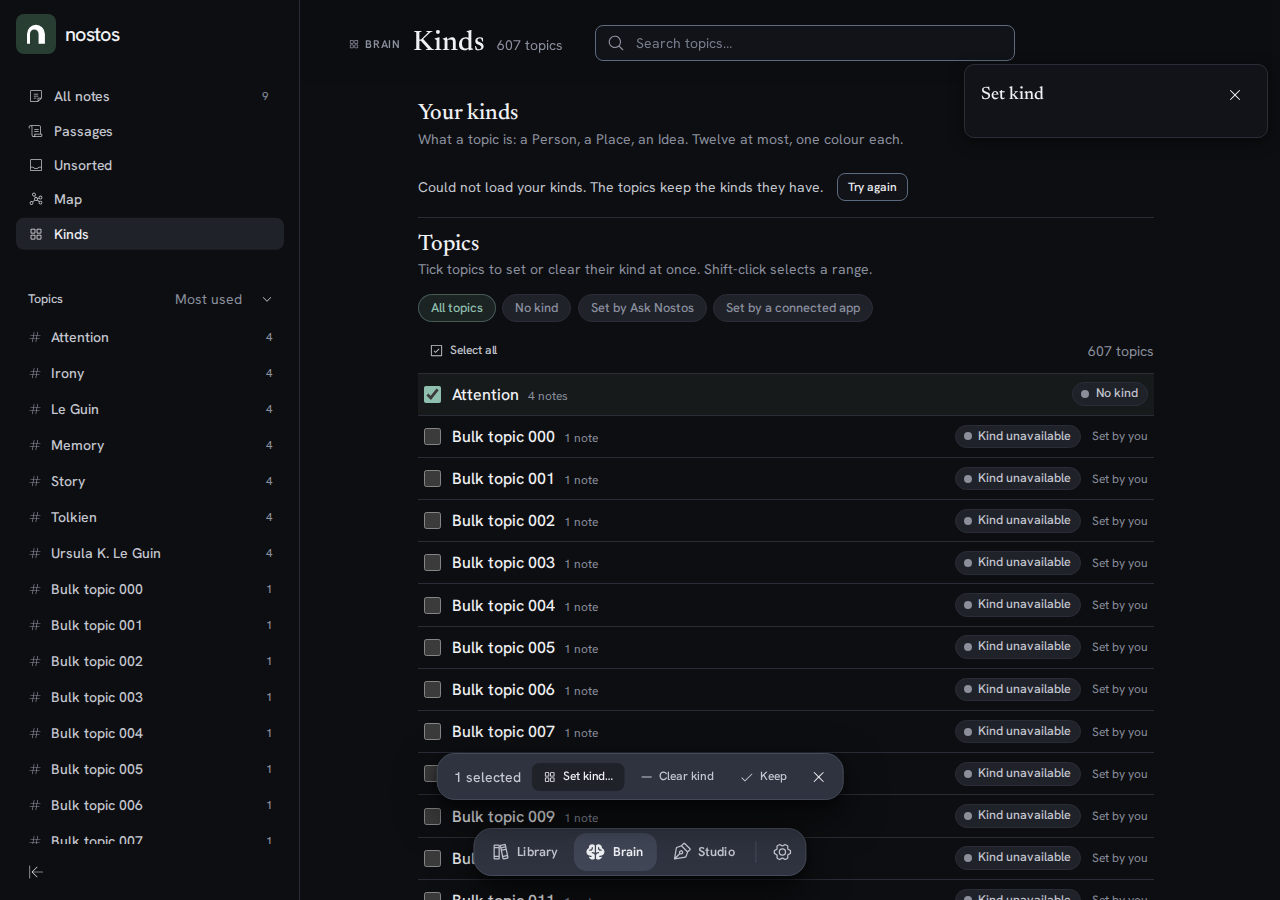 nostos
All notes 9
Passages
Unsorted
Map
Kinds
Topics Most used
# Attention 4
# Irony 4
# Le Guin 4
# Memory 4
# Story 4
# Tolkien 4
# Ursula K. Le Guin 4
# Bulk topic 000 1
# Bulk topic 001 1
# Bulk topic 002 1
# Bulk topic 003 1
# Bulk topic 004 1
# Bulk topic 005 1
# Bulk topic 006 1
# Bulk topic 007 1
BRAIN Kinds 607 topics
Search topics...
Set kind
Your kinds
What a topic is: a Person, a Place, an Idea. Twelve at most, one colour each.
Could not load your kinds. The topics keep the kinds they have. Try again
Topics
Tick topics to set or clear their kind at once. Shift-click selects a range.
All topics No kind Set by Ask Nostos Set by a connected app
Select all 607 topics
Attention 4 notes No kind
Bulk topic 000 1 note Kind unavailable Set by you
Bulk topic 001 1 note Kind unavailable Set by you
Bulk topic 002 1 note Kind unavailable Set by you
Bulk topic 003 1 note Kind unavailable Set by you
Bulk topic 004 1 note Kind unavailable Set by you
Bulk topic 005 1 note Kind unavailable Set by you
Bulk topic 006 1 note Kind unavailable Set by you
Bulk topic 007 1 note Kind unavailable Set by you
Kind unavailable Set by you
1 selected Set kind... Clear kind Keep
Bulk topic 009 1 note Kind unavailable Set by you
Kind unavailable Set by you
Library Brain Studio
Bulk topic 011 1 note Kind unavailable Set by you